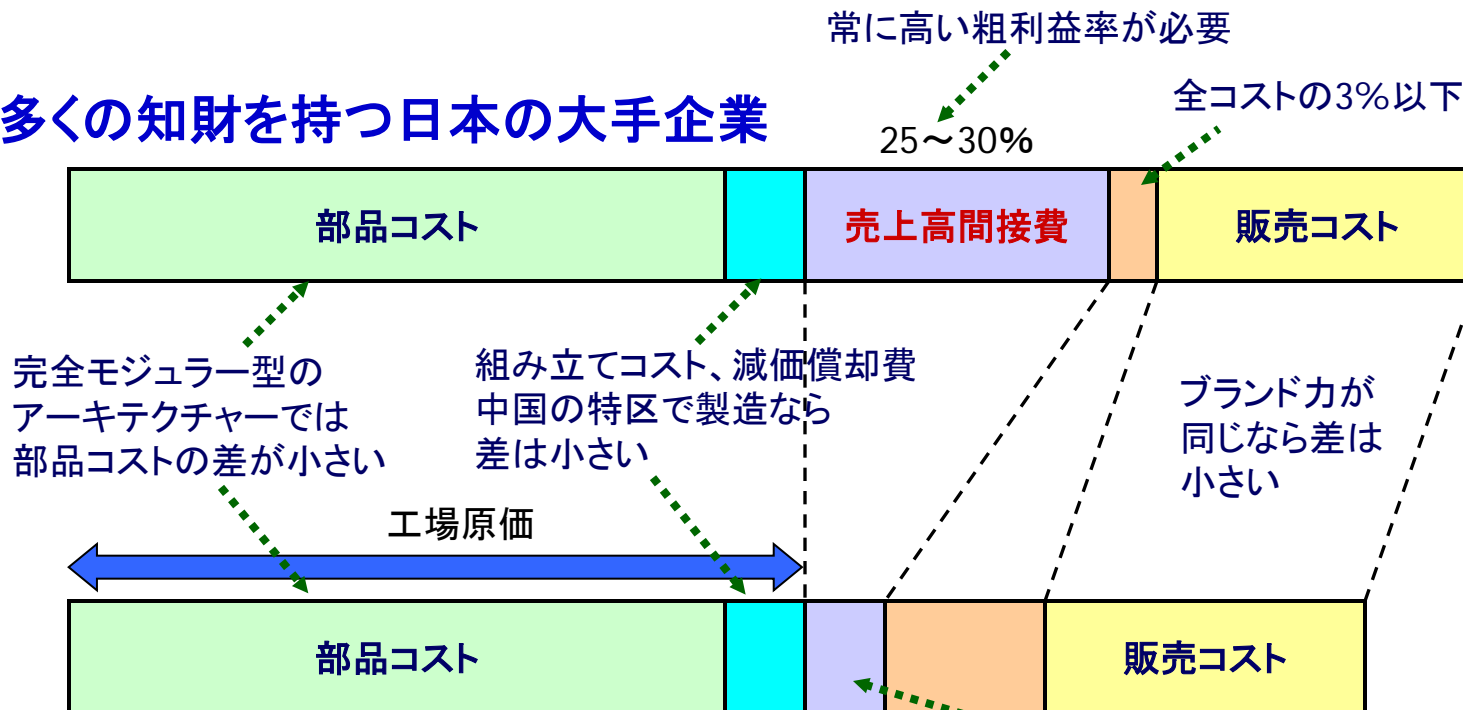 常に高い粗利益率が必要
全コストの3%以下
多くの知財を持つ日本の大手企業
25～30%
部品コスト
売上高間接費
販売コスト
完全モジュラー型の
アーキテクチャーでは
部品コストの差が小さい
組み立てコスト、減価償却費
中国の特区で製造なら
差は小さい
ブランド力が
同じなら差は
小さい
工場原価
部品コスト
販売コスト